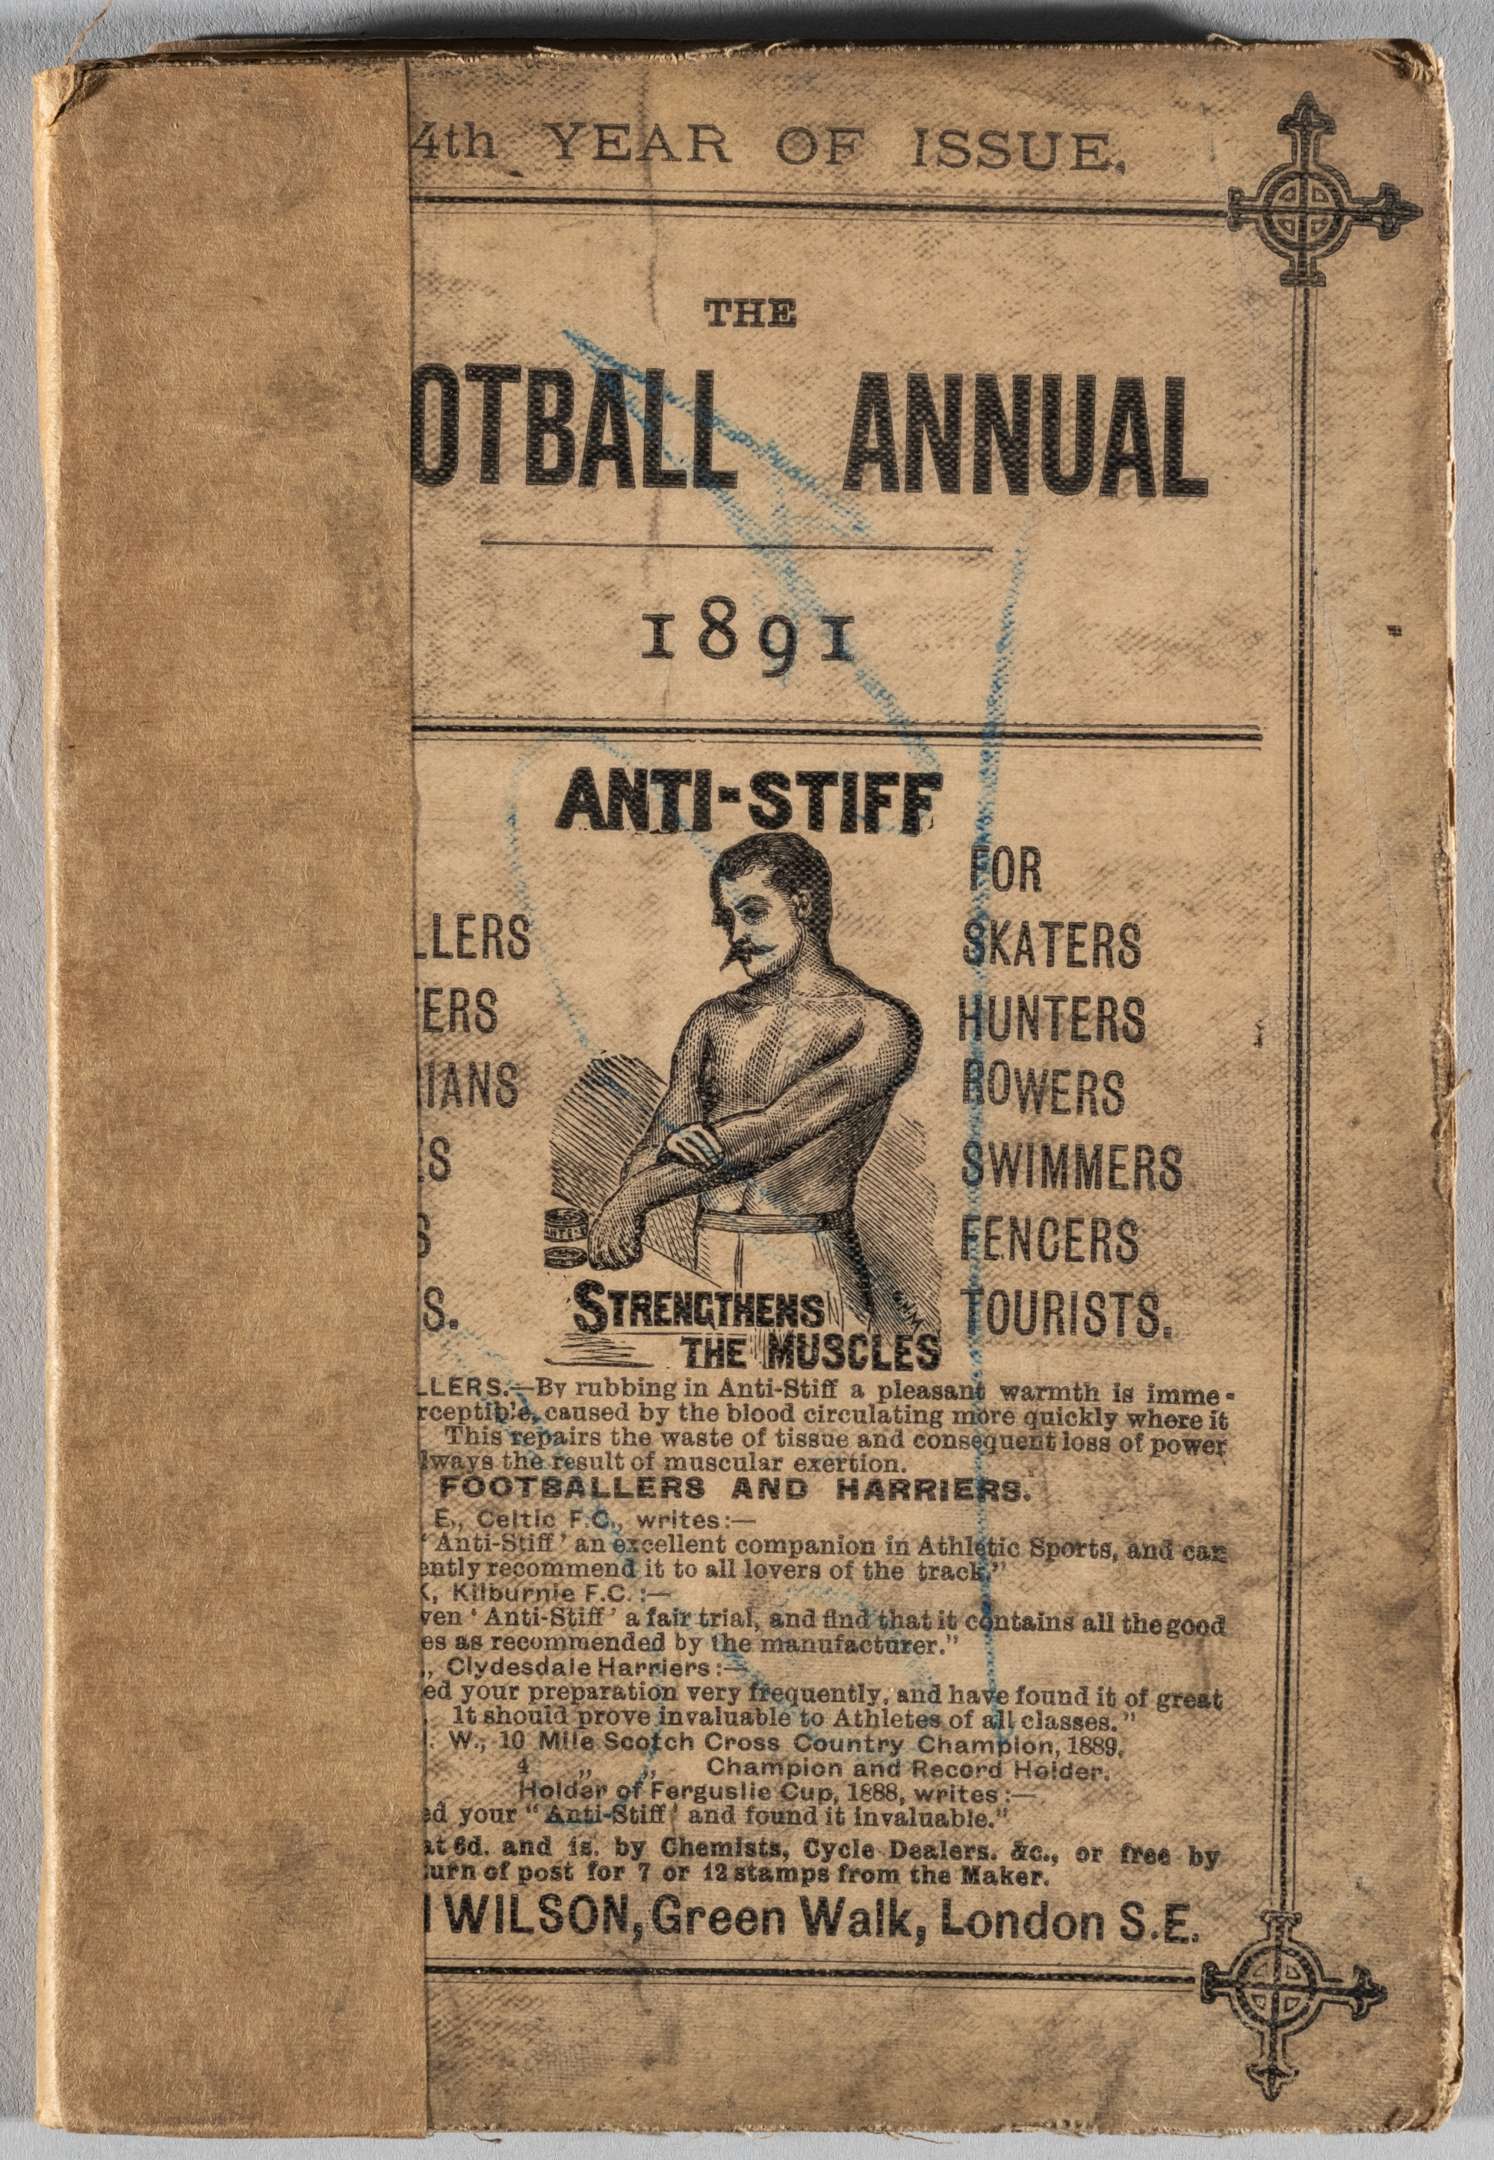 4th YEAR OF ISSUE.
THE
OTBALL ANNUAL
1891
ANTI-STIFF
FOR
LLERS SKATERS
ERS HUNTERS
IANS ROWERS
S SWIMMERS
S FENCERS
S. TOURISTS.
ANTI-S
STRENGTHENS
THE MUSCLES
LLERS.—By rubbing in Anti-Stiff a pleasant warmth is imme-
rceptible, caused by the blood circulating more quickly where it
This repairs the waste of tissue and consequent loss of power
lways the result of muscular exertion.
FOOTBALLERS AND HARRIERS.
E., Celtic F.C., writes:—
'Anti-Stiff' an excellent companion in Athletic Sports, and can
ently recommend it to all lovers of the track."
K, Kilburnie F.C.:—
ven 'Anti-Stiff' a fair trial, and find that it contains all the good
es as recommended by the manufacturer."
., Clydesdale Harriers:—
ed your preparation very frequently, and have found it of great
. It should prove invaluable to Athletes of all classes."
. W., 10 Mile Scotch Cross Country Champion, 1889.
4 „ „ Champion and Record Holder.
Holder of Ferguslie Cup, 1888, writes:—
ed your "Anti-Stiff' and found it invaluable."
at 6d. and 1s. by Chemists, Cycle Dealers. &c., or free by
turn of post for 7 or 12 stamps from the Maker.
WILSON, Green Walk, London S.E.